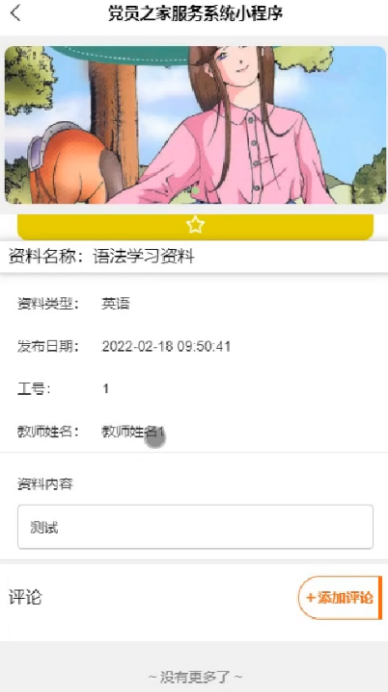 党员之家服务系统小程序
资料名称：语法学习资料
资料类型： 英语
发布日期： 2022-02-18 09:50:41
工号： 1
教师姓名： 教师姓名1
资料内容
测试
评论
+添加评论
~没有更多了~